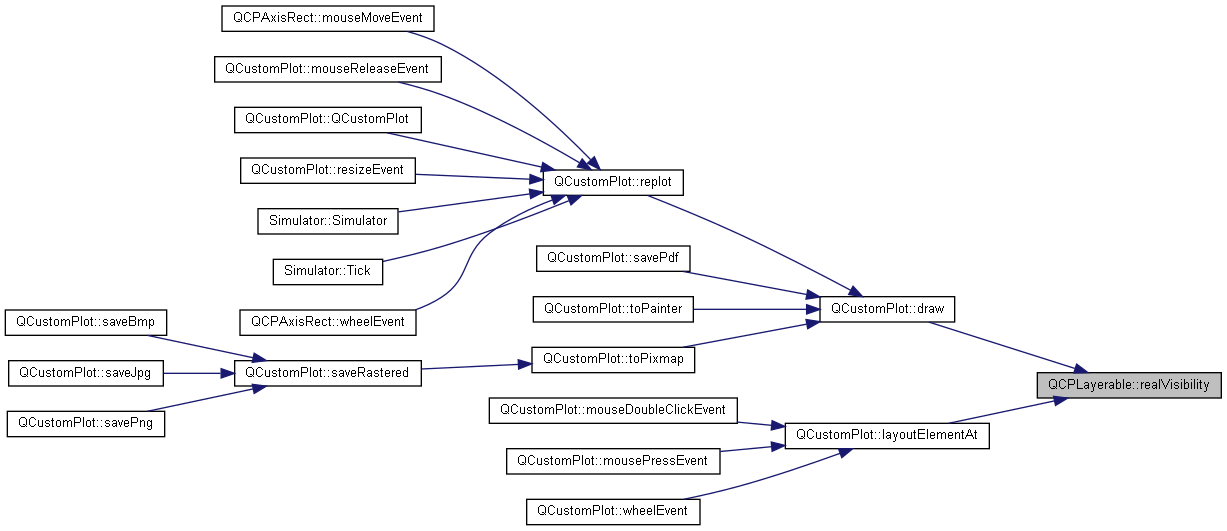 QCPAxisRect::mouseMoveEvent
QCustomPlot::mouseReleaseEvent
QCustomPlot::QCustomPlot
QCustomPlot::resizeEvent
QCustomPlot::replot
Simulator::Simulator
Simulator::Tick
QCustomPlot::savePdf
QCustomPlot::toPainter
QCustomPlot::draw
QCPAxisRect::wheelEvent
QCustomPlot::saveBmp
QCustomPlot::toPixmap
QCustomPlot::saveJpg
QCustomPlot::saveRastered
QCPLayerable::realVisibility
QCustomPlot::savePng
QCustomPlot::mouseDoubleClickEvent
QCustomPlot::layoutElementAt
QCustomPlot::mousePressEvent
QCustomPlot::wheelEvent